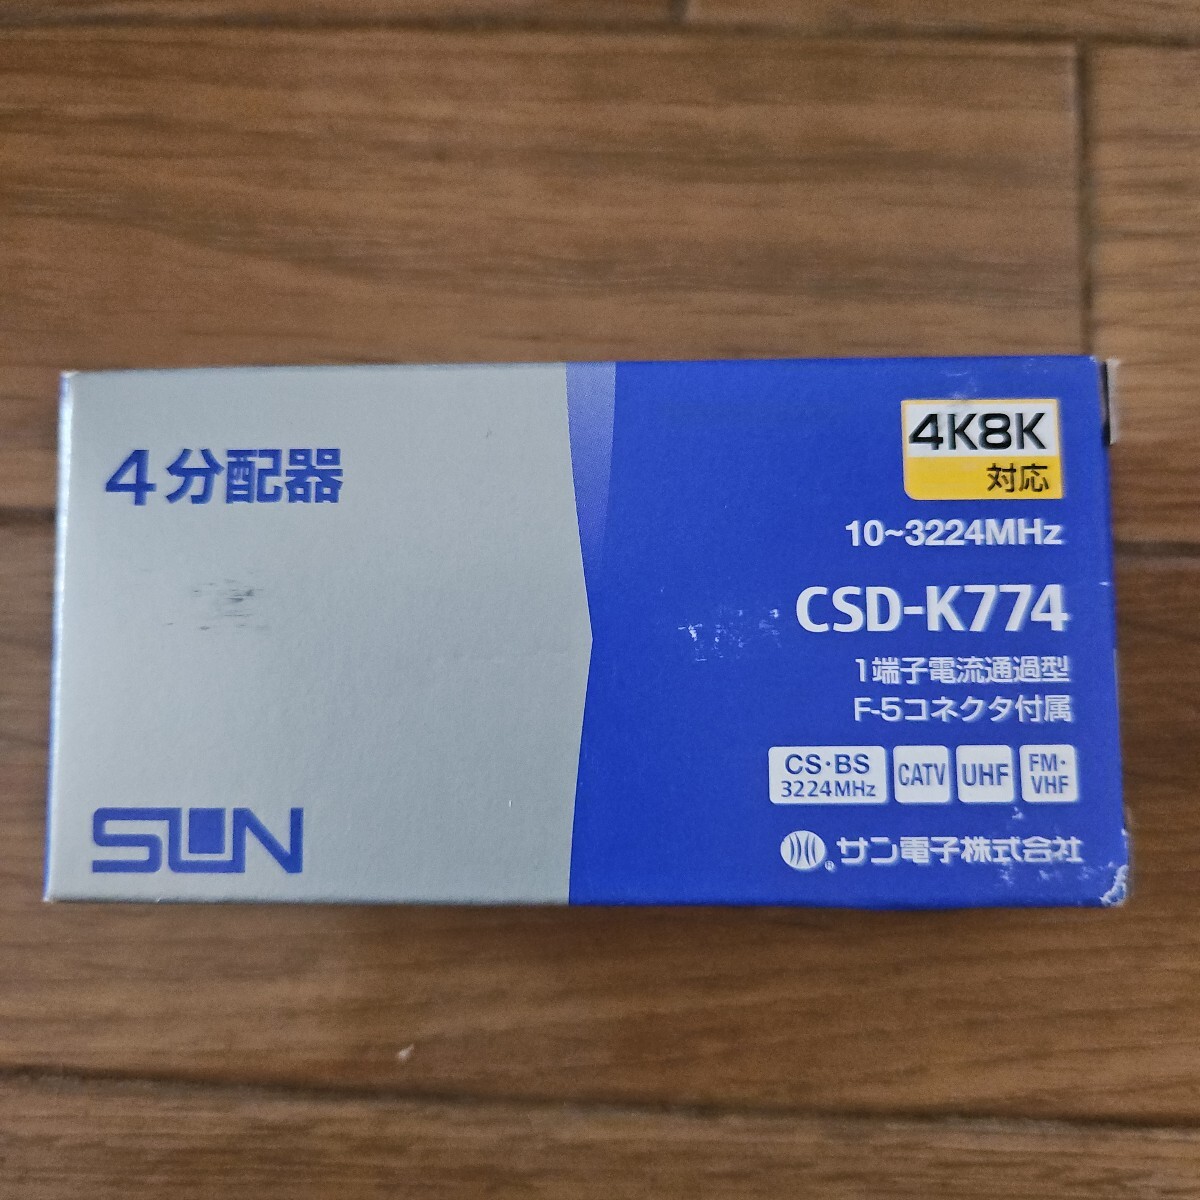 4分配器
SUN
4K8K
対応
10~3224MHz
CSD-K774
1端子電流通過型
F-5コネクタ付属
CS・BS
3224MHz
CATV
UHF
FM・
VHF
サン電子株式会社